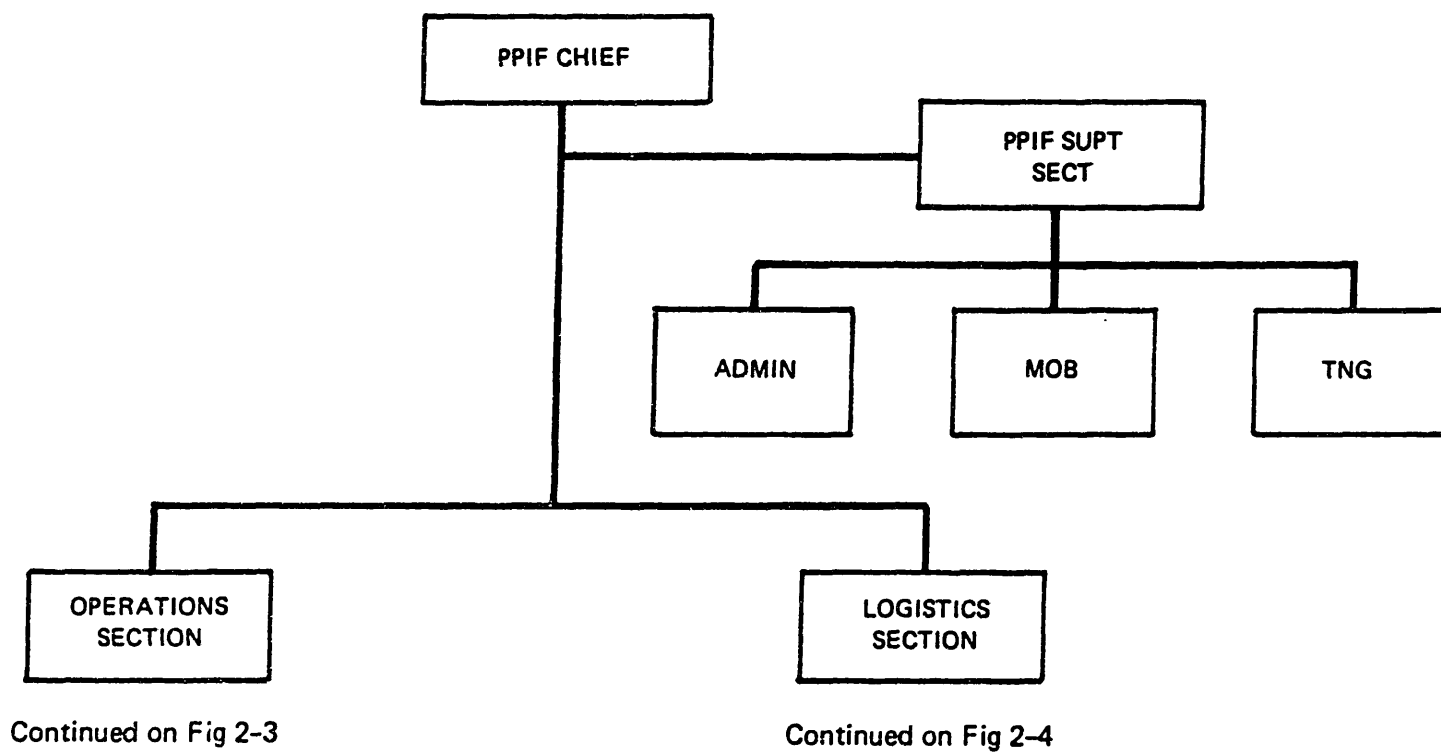 PPIF CHIEF
PPIF SUPT
SECT
ADMIN
MOB
TNG
OPERATIONS
SECTION
LOGISTICS
SECTION
Continued on Fig 2-3
Continued on Fig 2-4